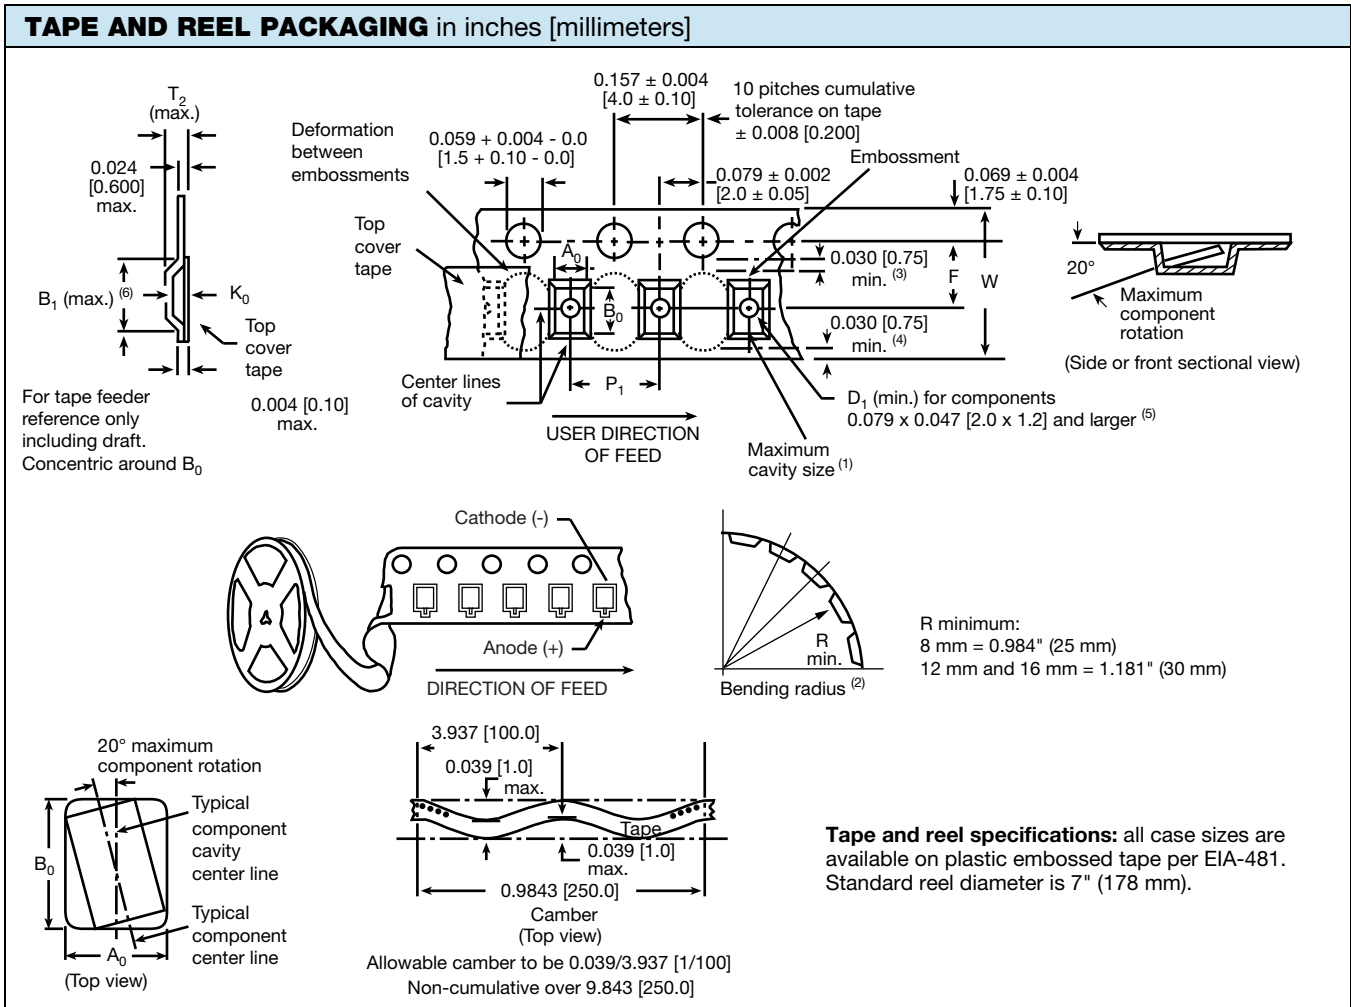 TAPE AND REEL PACKAGING in inches [millimeters]
T2
(max.)
0.024
[0.600]
max.
B1 (max.) (6)
K0
Top
cover
tape
0.004 [0.10]
max.
For tape feeder
reference only
including draft.
Concentric around B0
Deformation
between
embossments
Top
cover
tape
0.059 + 0.004 - 0.0
[1.5 + 0.10 - 0.0]
0.157 ± 0.004
[4.0 ± 0.10]
10 pitches cumulative
tolerance on tape
± 0.008 [0.200]
Embossment
0.079 ± 0.002
[2.0 ± 0.05]
0.069 ± 0.004
[1.75 ± 0.10]
A0
B0
0.030 [0.75]
min. (3)
F
W
0.030 [0.75]
min. (4)
Center lines
of cavity
P1
USER DIRECTION
OF FEED
D1 (min.) for components
0.079 x 0.047 [2.0 x 1.2] and larger (5)
Maximum
cavity size (1)
20°
Maximum
component
rotation
(Side or front sectional view)
Cathode (-)
Anode (+)
DIRECTION OF FEED
R
min.
Bending radius (2)
R minimum:
8 mm = 0.984" (25 mm)
12 mm and 16 mm = 1.181" (30 mm)
20° maximum
component rotation
Typical
component
cavity
center line
B0
Typical
component
center line
A0
(Top view)
3.937 [100.0]
0.039 [1.0]
max.
Tape
0.039 [1.0]
max.
0.9843 [250.0]
Camber
(Top view)
Allowable camber to be 0.039/3.937 [1/100]
Non-cumulative over 9.843 [250.0]
Tape and reel specifications: all case sizes are
available on plastic embossed tape per EIA-481.
Standard reel diameter is 7" (178 mm).